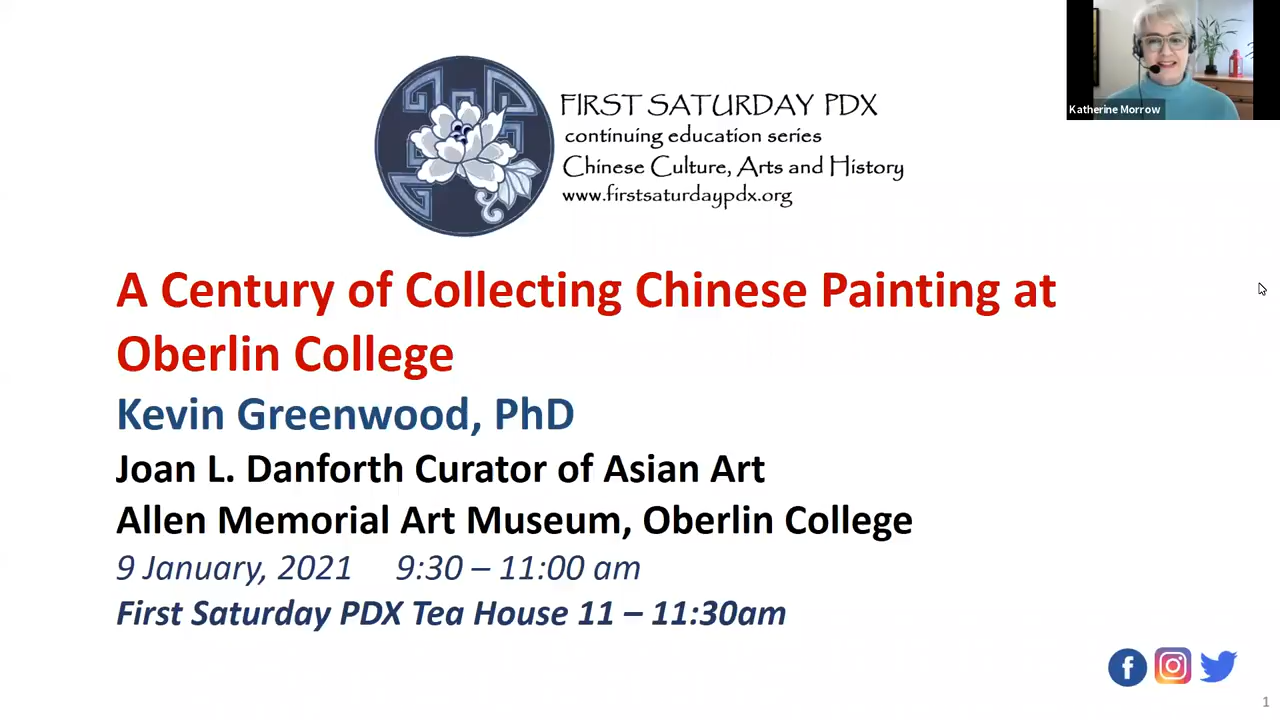 FIRST SATURDAY PDX
continuing education series
Chinese Culture, Arts and History
www.firstsaturdaypdx.org
Katherine Morrow
A Century of Collecting Chinese Painting at
Oberlin College
Kevin Greenwood, PhD
Joan L. Danforth Curator of Asian Art
Allen Memorial Art Museum, Oberlin College
9 January, 2021 9:30 – 11:00 am
First Saturday PDX Tea House 11 – 11:30am
1